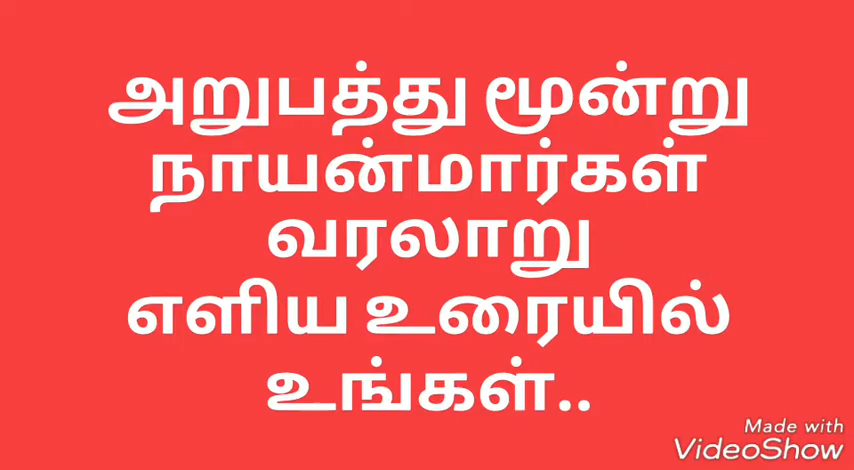 அறுபத்து மூன்று
நாயன்மார்கள்
வரலாறு
எளிய உரையில்
உங்கள்..
Made with
VideoShow